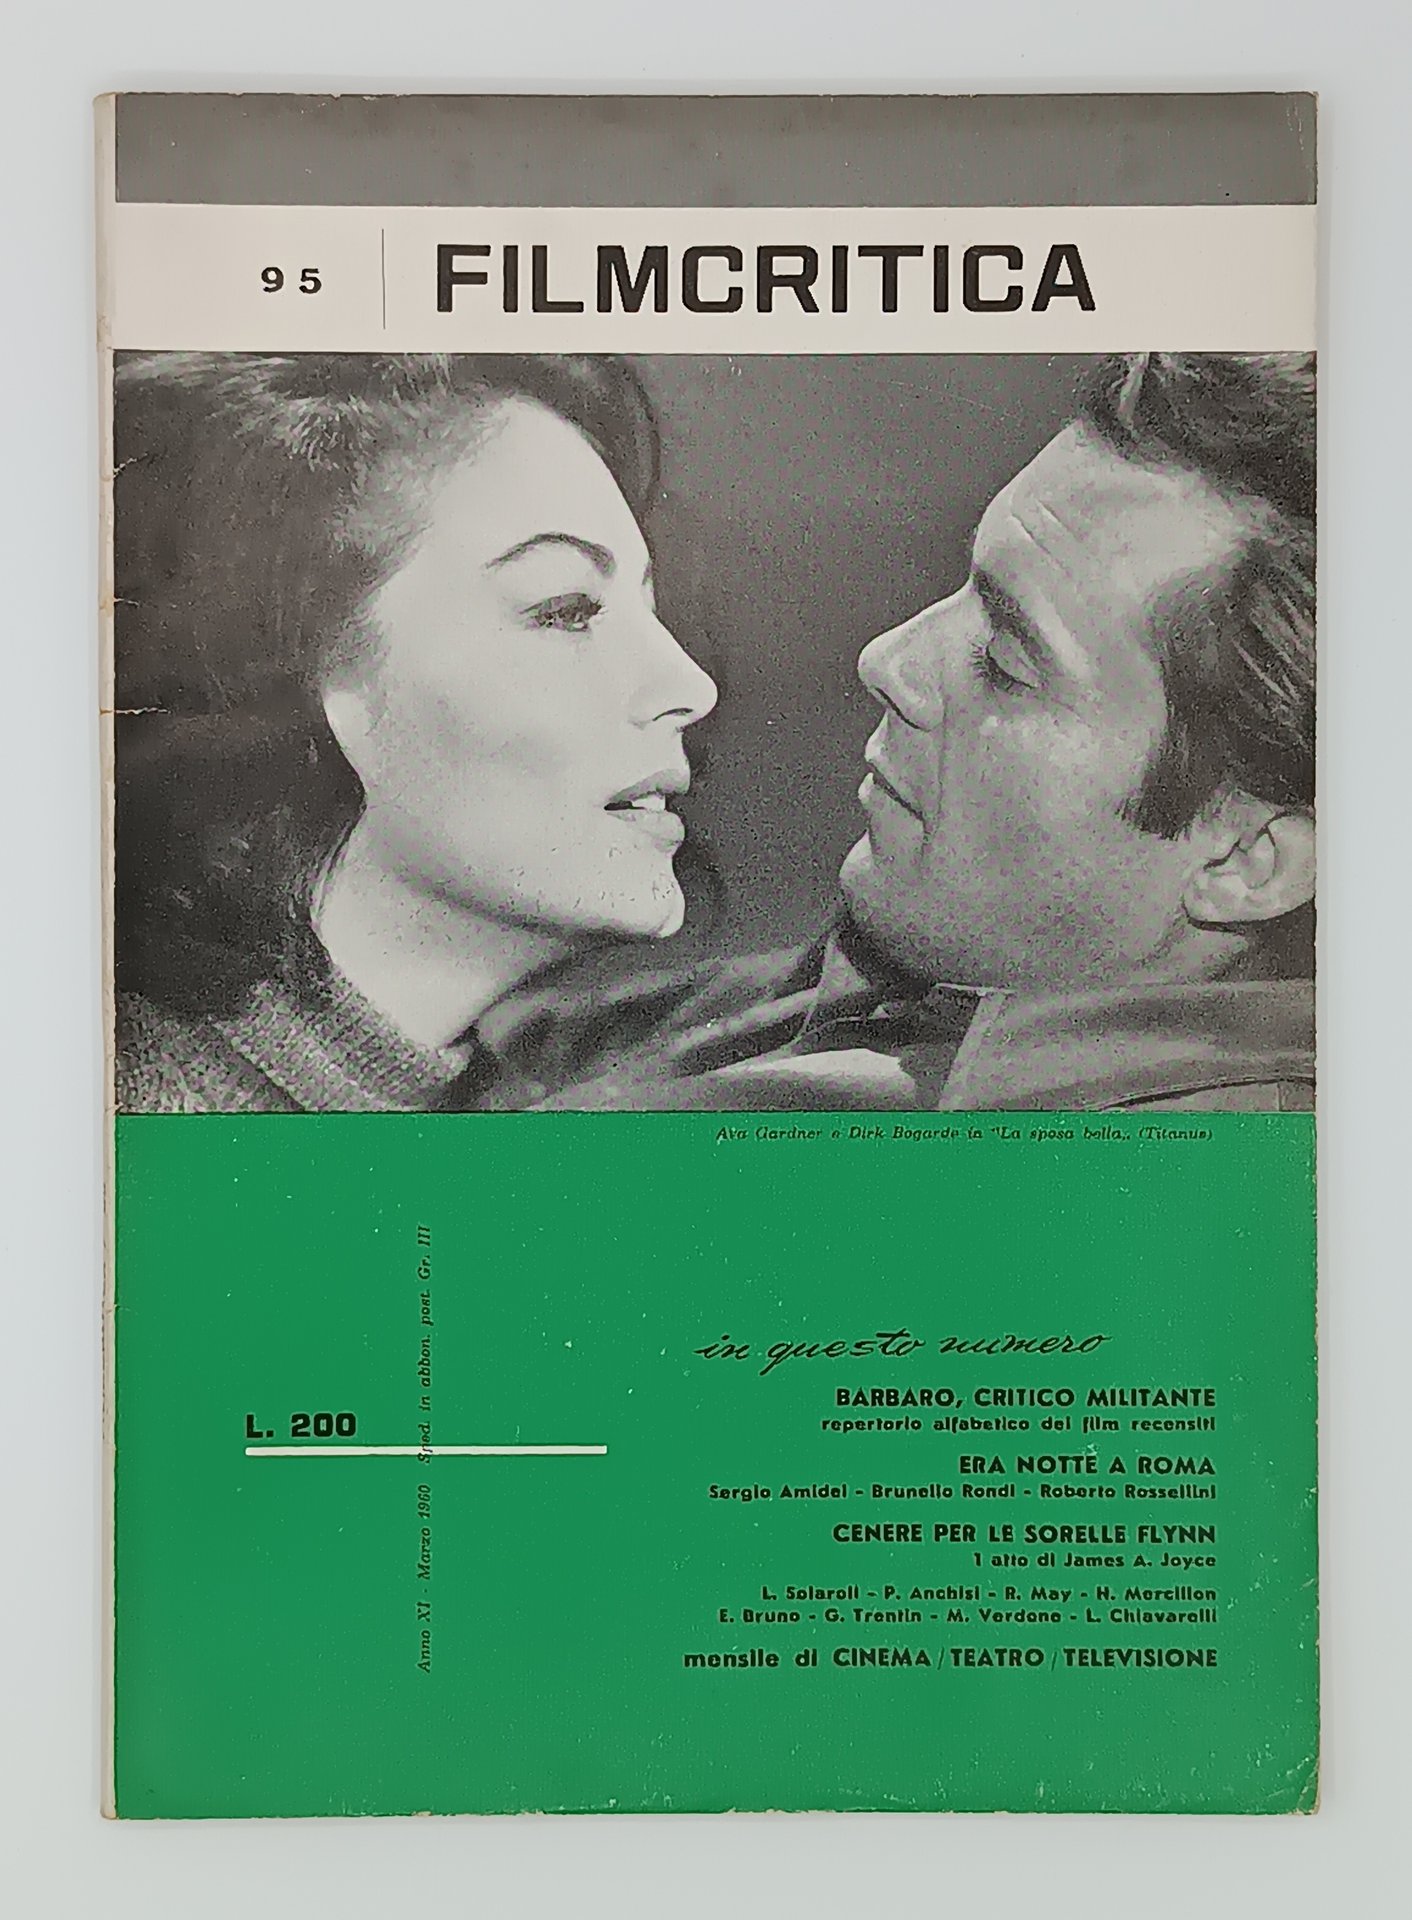 95
FILMCRITICA
Ava Gardner e Dirk Bogarde in "La sposa bella„ (Titanus)
Anno XI - Marzo 1960 Sped. in abbon. post. Gr. III
L. 200
in questo numero
BARBARO, CRITICO MILITANTE
repertorio alfabetico dei film recensiti
ERA NOTTE A ROMA
Sergio Amidei - Brunello Rondi - Roberto Rossellini
CENERE PER LE SORELLE FLYNN
1 atto di James A. Joyce
L. Solaroli - P. Anchisi - R. May - H. Mercillon
E. Bruno - G. Trentin - M. Verdone - L. Chiavarelli
mensile di CINEMA / TEATRO / TELEVISIONE